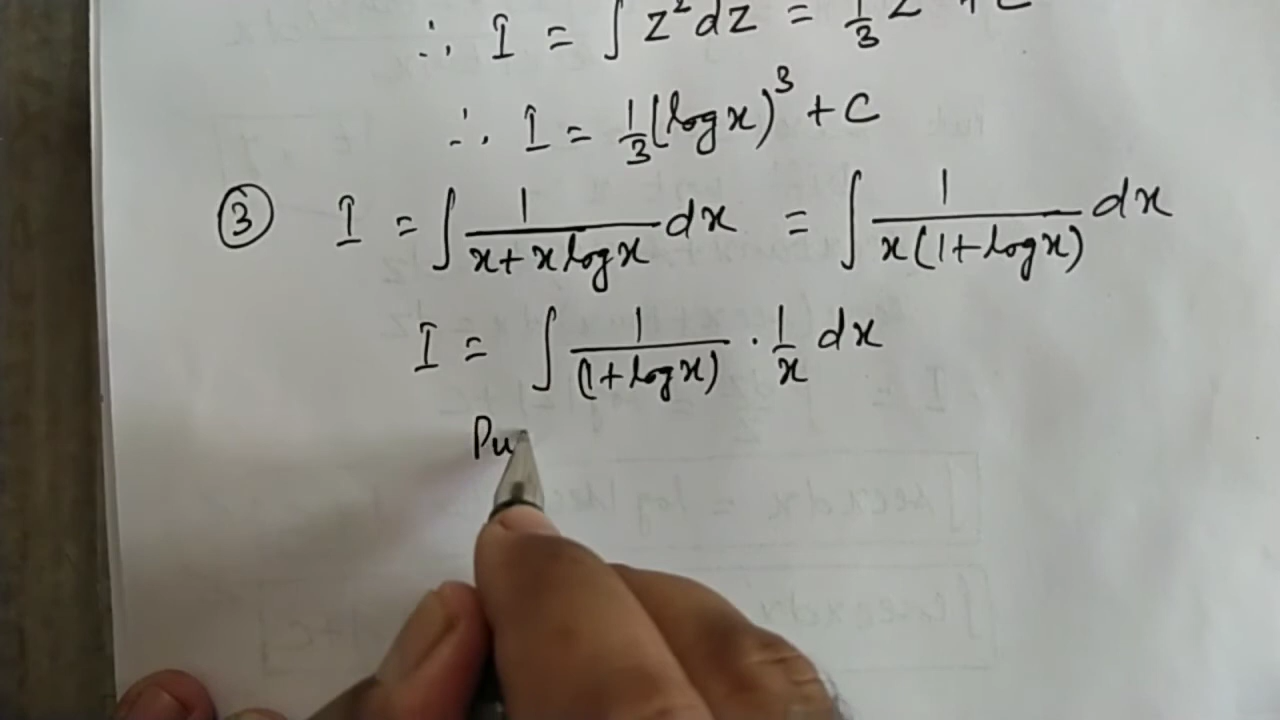 ∴ I = ∫ z² dz = 1/3 z + c
∴ I = 1/3 (log x)³ + c
③ I = ∫ 1/(x + x log x) dx = ∫ 1/(x(1+log x)) dx
I = ∫ 1/((1+log x)) · 1/x dx
Pu